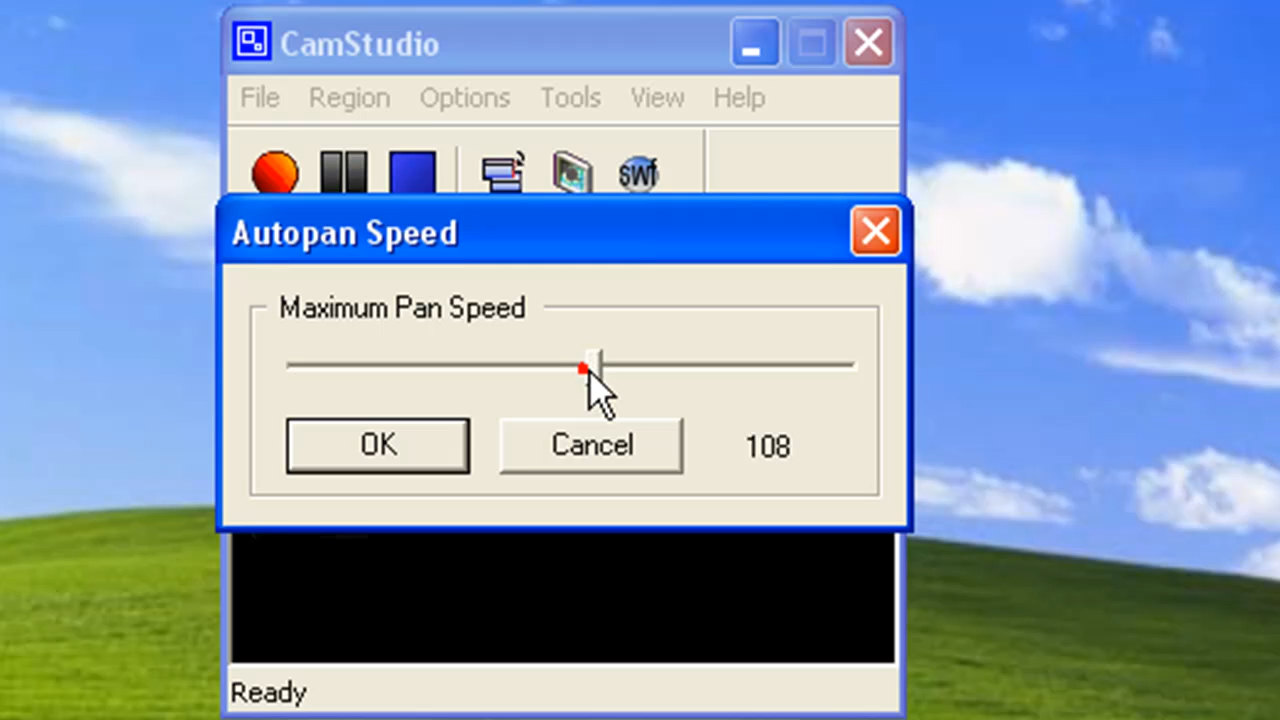 CamStudio
File Region Options Tools View Help
swf
Autopan Speed
Maximum Pan Speed
OK Cancel 108
Ready